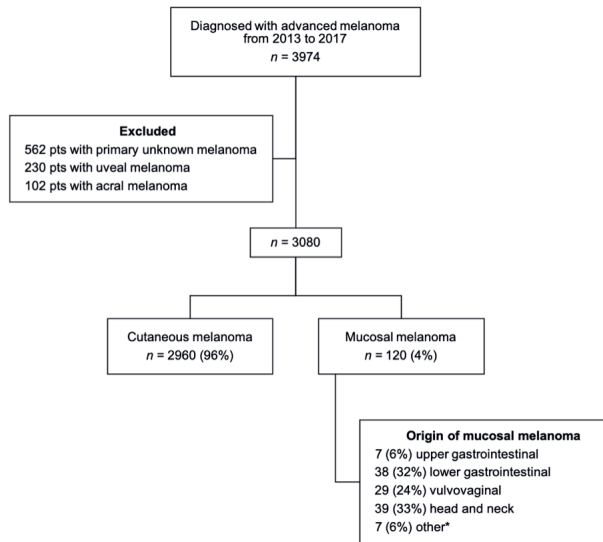 Diagnosed with advanced melanoma
from 2013 to 2017
n = 3974
Excluded
562 pts with primary unknown melanoma
230 pts with uveal melanoma
102 pts with acral melanoma
n = 3080
Cutaneous melanoma
n = 2960 (96%)
Mucosal melanoma
n = 120 (4%)
Origin of mucosal melanoma
7 (6%) upper gastrointestinal
38 (32%) lower gastrointestinal
29 (24%) vulvovaginal
39 (33%) head and neck
7 (6%) other*